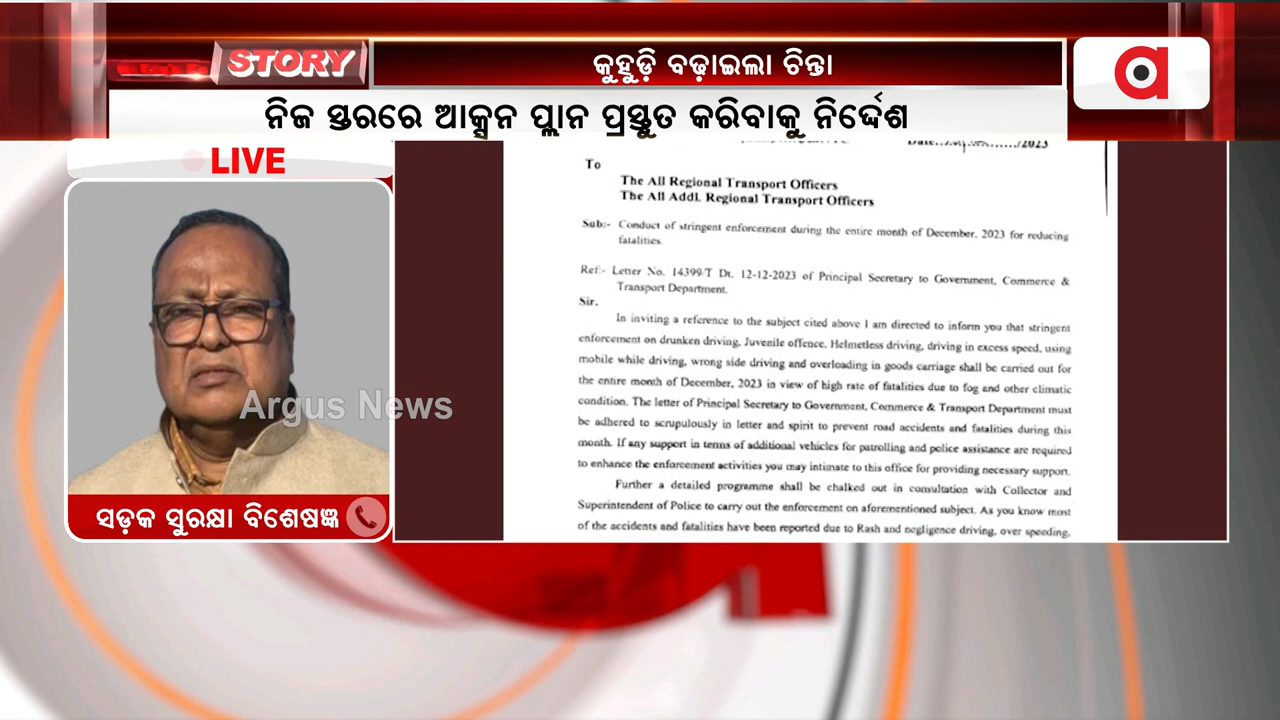 STORY
କୁହୁଡ଼ି ବଢ଼ାଇଲା ଚିନ୍ତା
ନିଜ ସ୍ତରରେ ଆକ୍ସନ ପ୍ଲାନ ପ୍ରସ୍ତୁତ କରିବାକୁ ନିର୍ଦ୍ଦେଶ
LIVE
Argus News
ସଡ଼କ ସୁରକ୍ଷା ବିଶେଷଜ୍ଞ
To
The All Regional Transport Officers
The All Addl. Regional Transport Officers
Sub:- Conduct of stringent enforcement during the entire month of December, 2023 for reducing
fatalities.
Ref:- Letter No. 14399/T Dt. 12-12-2023 of Principal Secretary to Government, Commerce &
Transport Department.
Sir.
In inviting a reference to the subject cited above I am directed to inform you that stringent
enforcement on drunken driving, Juvenile offence, Helmetless driving, driving in excess speed, using
mobile while driving, wrong side driving and overloading in goods carriage shall be carried out for
the entire month of December, 2023 in view of high rate of fatalities due to fog and other climatic
condition. The letter of Principal Secretary to Government, Commerce & Transport Department must
be adhered to scrupulously in letter and spirit to prevent road accidents and fatalities during this
month. If any support in terms of additional vehicles for patrolling and police assistance are required
to enhance the enforcement activities you may intimate to this office for providing necessary support.
Further a detailed programme shall be chalked out in consultation with Collector and
Superintendent of Police to carry out the enforcement on aforementioned subject. As you know most
of the accidents and fatalities have been reported due to Rash and negligence driving, over speeding,